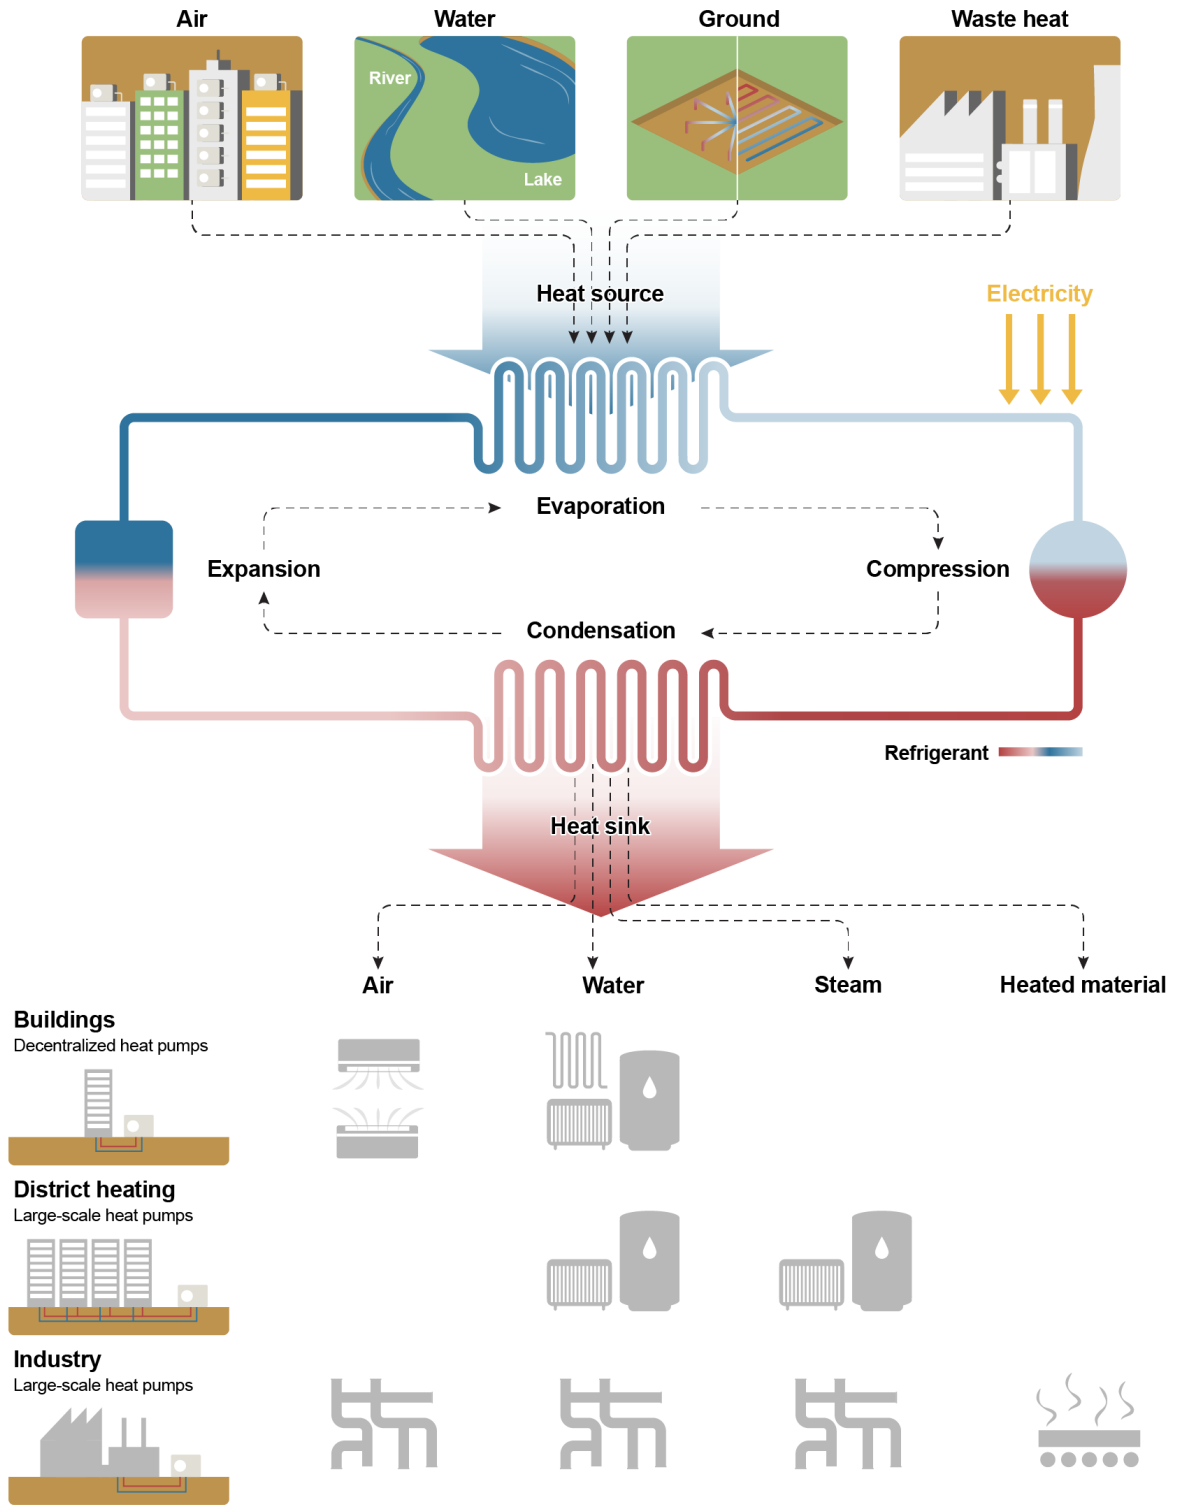 Air
Water
Ground
Waste heat
River
Lake
Heat source
Electricity
Evaporation
Expansion
Compression
Condensation
Refrigerant
Heat sink
Air
Water
Steam
Heated material
Buildings
Decentralized heat pumps
District heating
Large-scale heat pumps
Industry
Large-scale heat pumps